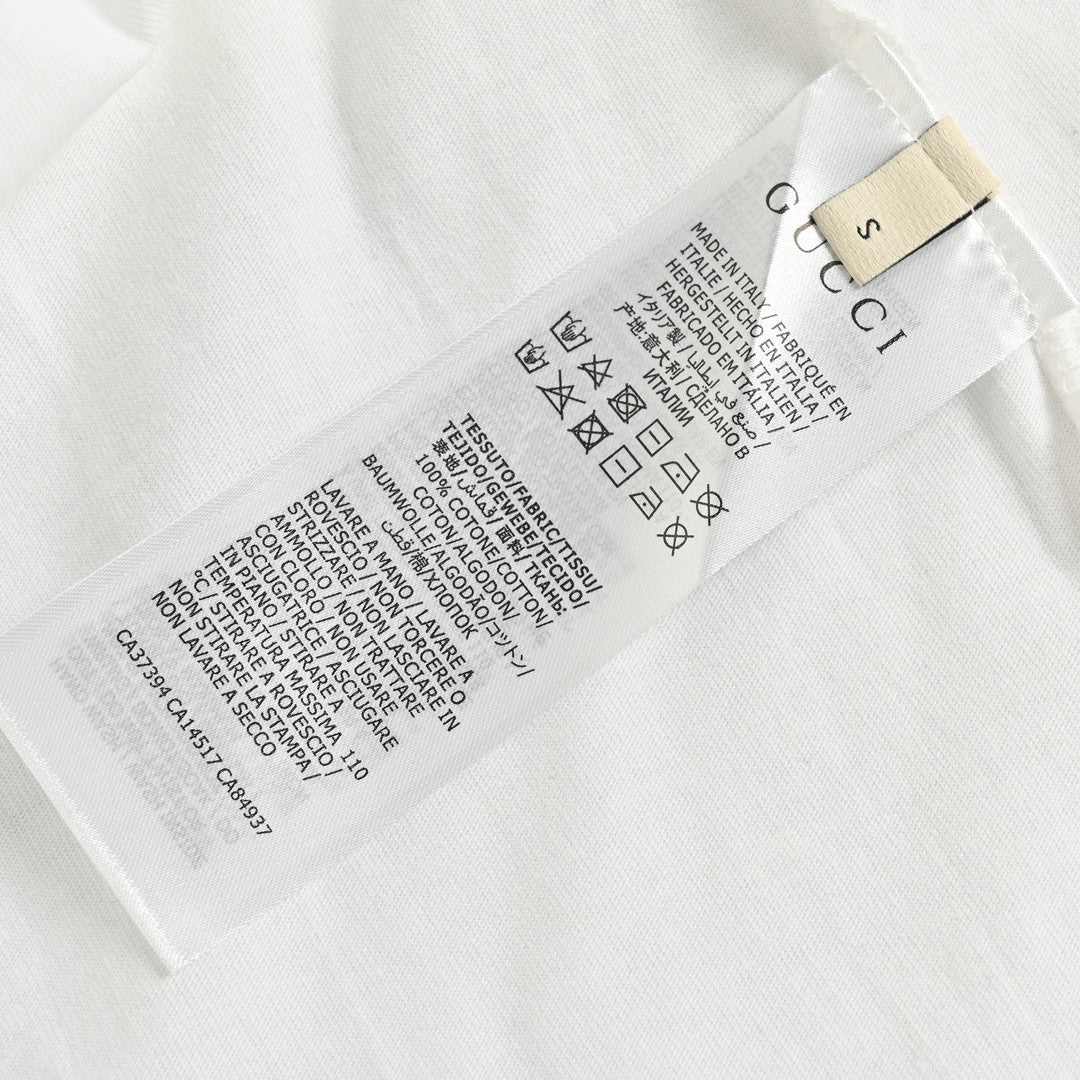 S
GUCCI
MADE IN ITALY / FABRIQUÉ EN
ITALIE / HECHO EN ITALIA /
HERGESTELLT IN ITALIEN /
FABRICADO EM ITÁLIA /
イタリア製 / صنع في إيطاليا /
产地:意大利 / СДЕЛАНО В
ИТАЛИИ
TESSUTO/FABRIC/TISSU/
TEJIDO/GEWEBE/TECIDO/
表地/قماش/面料/ТКАНЬ:
100% COTONE/COTTON/
COTON/ALGODON/
BAUMWOLLE/ALGODÃO/コットン/
قطن/棉/ХЛОПОК
LAVARE A MANO / LAVARE A
ROVESCIO / NON TORCERE O
STRIZZARE / NON LASCIARE IN
AMMOLLO / NON TRATTARE
CON CLORO / NON USARE
ASCIUGATRICE / ASCIUGARE
IN PIANO / STIRARE A
TEMPERATURA MASSIMA 110
°C/ STIRARE A ROVESCIO /
NON STIRARE LA STAMPA /
NON LAVARE A SECCO
CA37394 CA14517 CA84937